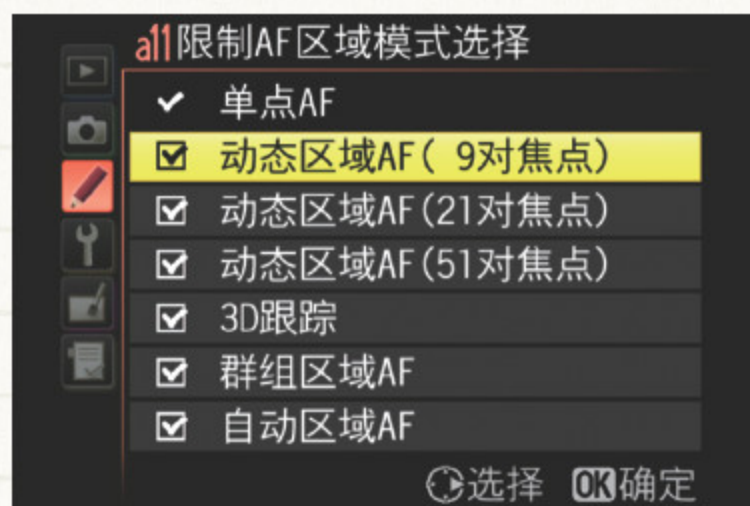 a11限制AF区域模式选择
单点AF
动态区域AF( 9对焦点)
动态区域AF(21对焦点)
动态区域AF(51对焦点)
3D跟踪
群组区域AF
自动区域AF
选择 OK确定